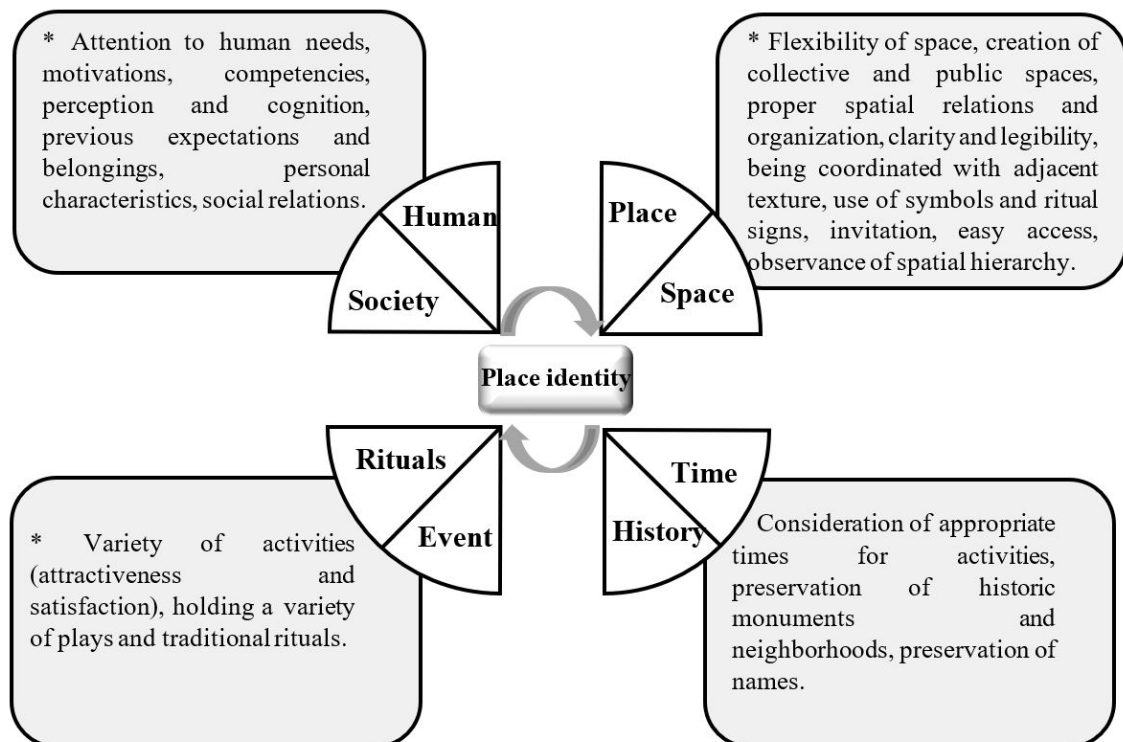 * Attention to human needs,
motivations, competencies,
perception and cognition,
previous expectations and
belongings, personal
characteristics, social relations.
* Flexibility of space, creation of
collective and public spaces,
proper spatial relations and
organization, clarity and legibility,
being coordinated with adjacent
texture, use of symbols and ritual
signs, invitation, easy access,
observance of spatial hierarchy.
Human
Society
Place
Space
Place identity
Rituals
Event
Time
History
* Variety of activities
(attractiveness and
satisfaction), holding a variety
of plays and traditional rituals.
Consideration of appropriate
times for activities,
preservation of historic
monuments and
neighborhoods, preservation of
names.